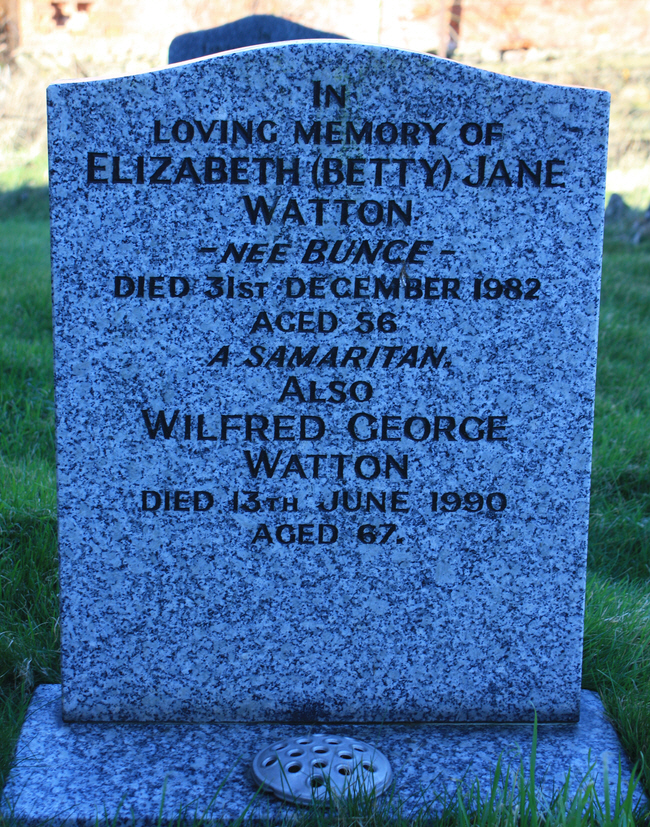 IN
LOVING MEMORY OF
ELIZABETH (BETTY) JANE
WATTON
- NEE BUNCE -
DIED 31ST DECEMBER 1982
AGED 56
A SAMARITAN.
ALSO
WILFRED GEORGE
WATTON
DIED 13TH JUNE 1990
AGED 67.